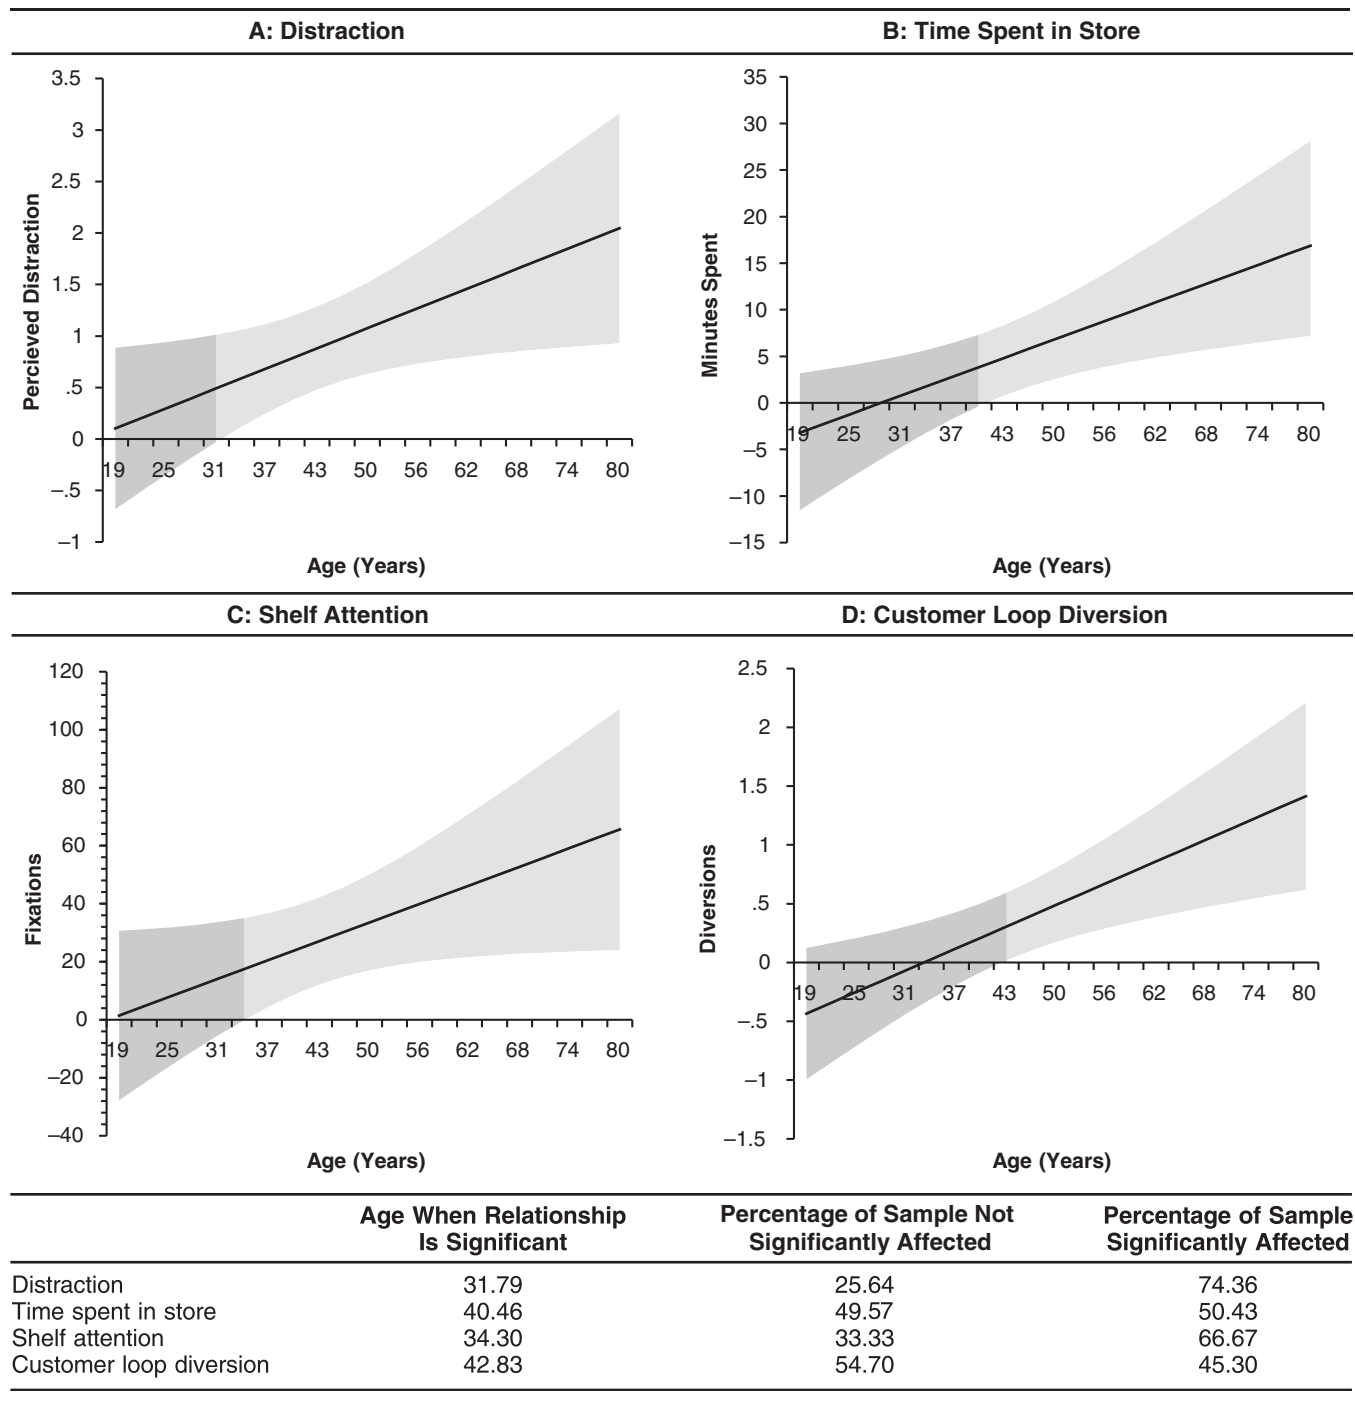 A: Distraction
3.5
3
2.5
2
1.5
1
.5
0
–.5
–1
Percieved Distraction
19 25 31 37 43 50 56 62 68 74 80
Age (Years)
B: Time Spent in Store
35
30
25
20
15
10
5
0
–5
–10
–15
Minutes Spent
19 25 31 37 43 50 56 62 68 74 80
Age (Years)
C: Shelf Attention
120
100
80
60
40
20
0
–20
–40
Fixations
19 25 31 37 43 50 56 62 68 74 80
Age (Years)
D: Customer Loop Diversion
2.5
2
1.5
1
.5
0
–.5
–1
–1.5
Diversions
19 25 31 37 43 50 56 62 68 74 80
Age (Years)
Age When Relationship Percentage of Sample Not Percentage of Sample
Is Significant Significantly Affected Significantly Affected
Distraction 31.79 25.64 74.36
Time spent in store 40.46 49.57 50.43
Shelf attention 34.30 33.33 66.67
Customer loop diversion 42.83 54.70 45.30